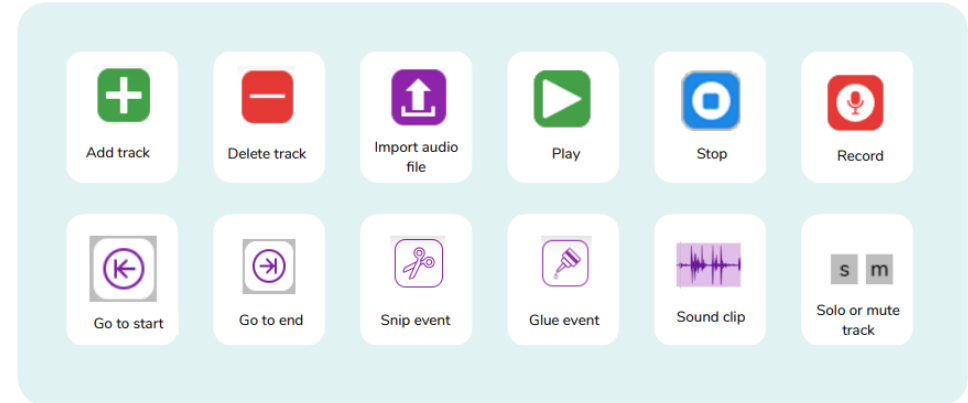 Add track
Delete track
Import audio
file
Play
Stop
Record
Go to start
Go to end
Snip event
Glue event
Sound clip
s m
Solo or mute
track